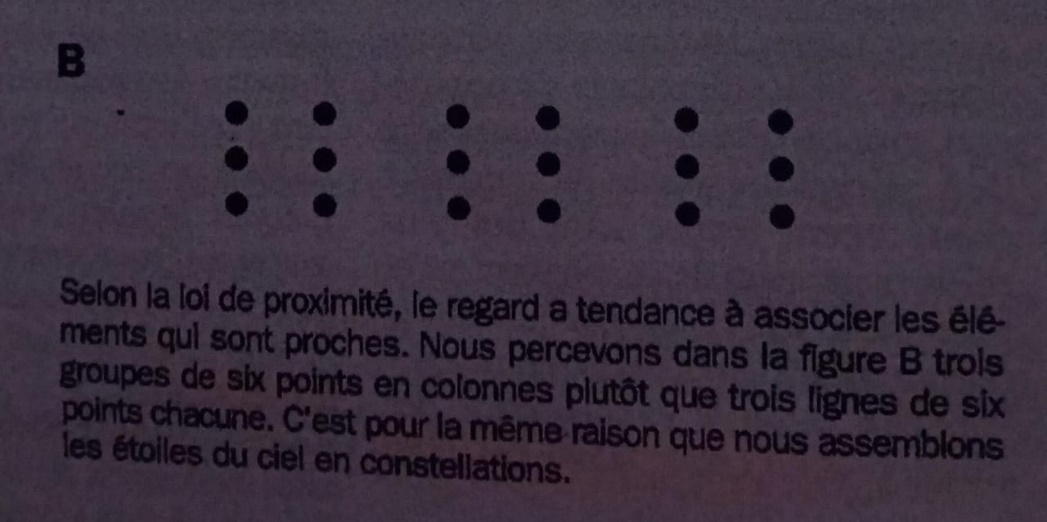 B
Selon la loi de proximité, le regard a tendance à associer les élé-
ments qui sont proches. Nous percevons dans la figure B trois
groupes de six points en colonnes plutôt que trois lignes de six
points chacune. C'est pour la même raison que nous assemblons
les étoiles du ciel en constellations.